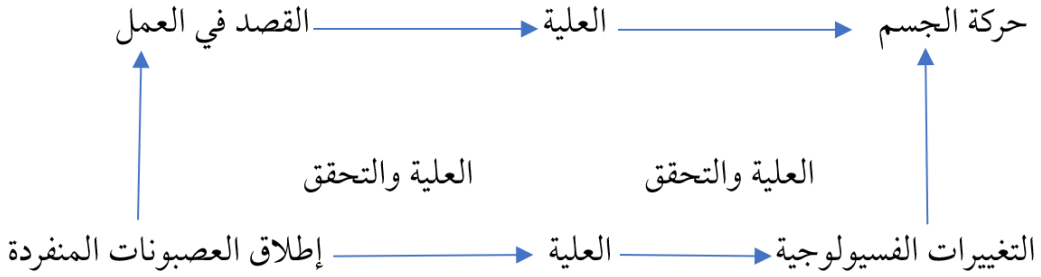 القصد في العمل العلية حركة الجسم
العلية والتحقق العلية والتحقق
إطلاق العصبونات المنفردة العلية التغييرات الفسيولوجية